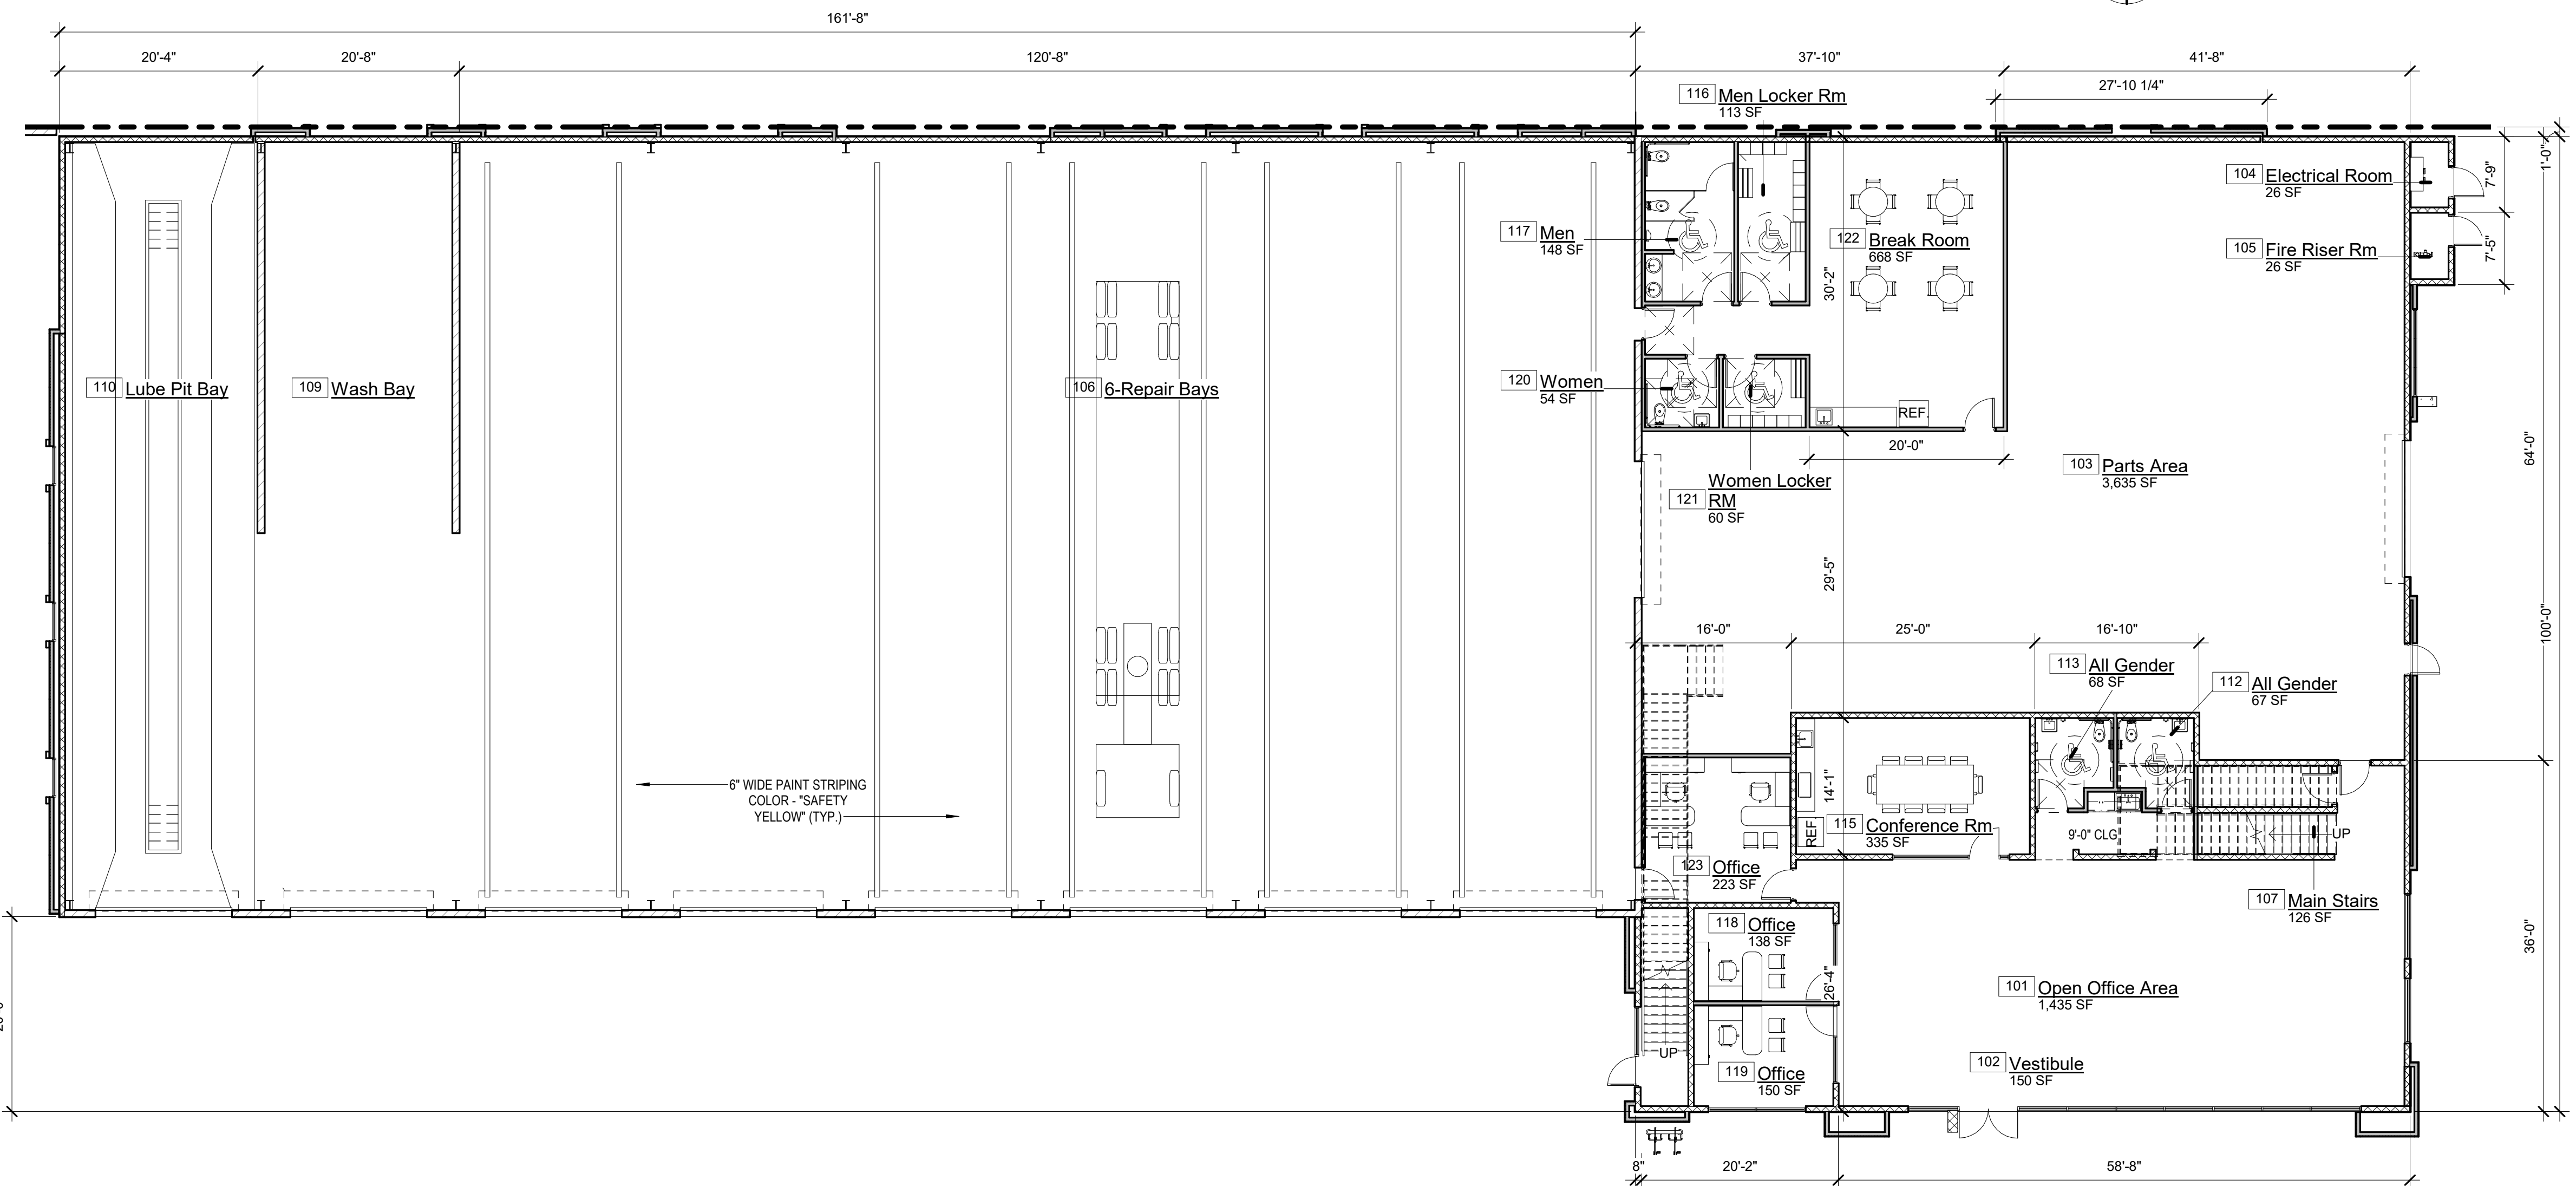 161'-8"
20'-4"
20'-8"
120'-8"
37'-10"
41'-8"
27'-10 1/4"
116 Men Locker Rm
113 SF
104 Electrical Room
26 SF
7'-9"
1'-0"
117 Men
148 SF
122 Break Room
668 SF
105 Fire Riser Rm
26 SF
7'-5"
30'-2"
110 Lube Pit Bay
109 Wash Bay
106 6-Repair Bays
120 Women
54 SF
REF.
20'-0"
103 Parts Area
3,635 SF
64'-0"
Women Locker
121 RM
60 SF
29'-5"
100'-0"
16'-0"
25'-0"
16'-10"
113 All Gender
68 SF
112 All Gender
67 SF
6" WIDE PAINT STRIPING
COLOR - "SAFETY
YELLOW" (TYP.)
14'-1"
REF.
115 Conference Rm
335 SF
9'-0" CLG
UP
123 Office
223 SF
107 Main Stairs
126 SF
118 Office
138 SF
36'-0"
26'-4"
101 Open Office Area
1,435 SF
UP
119 Office
150 SF
102 Vestibule
150 SF
8"
20'-2"
58'-8"